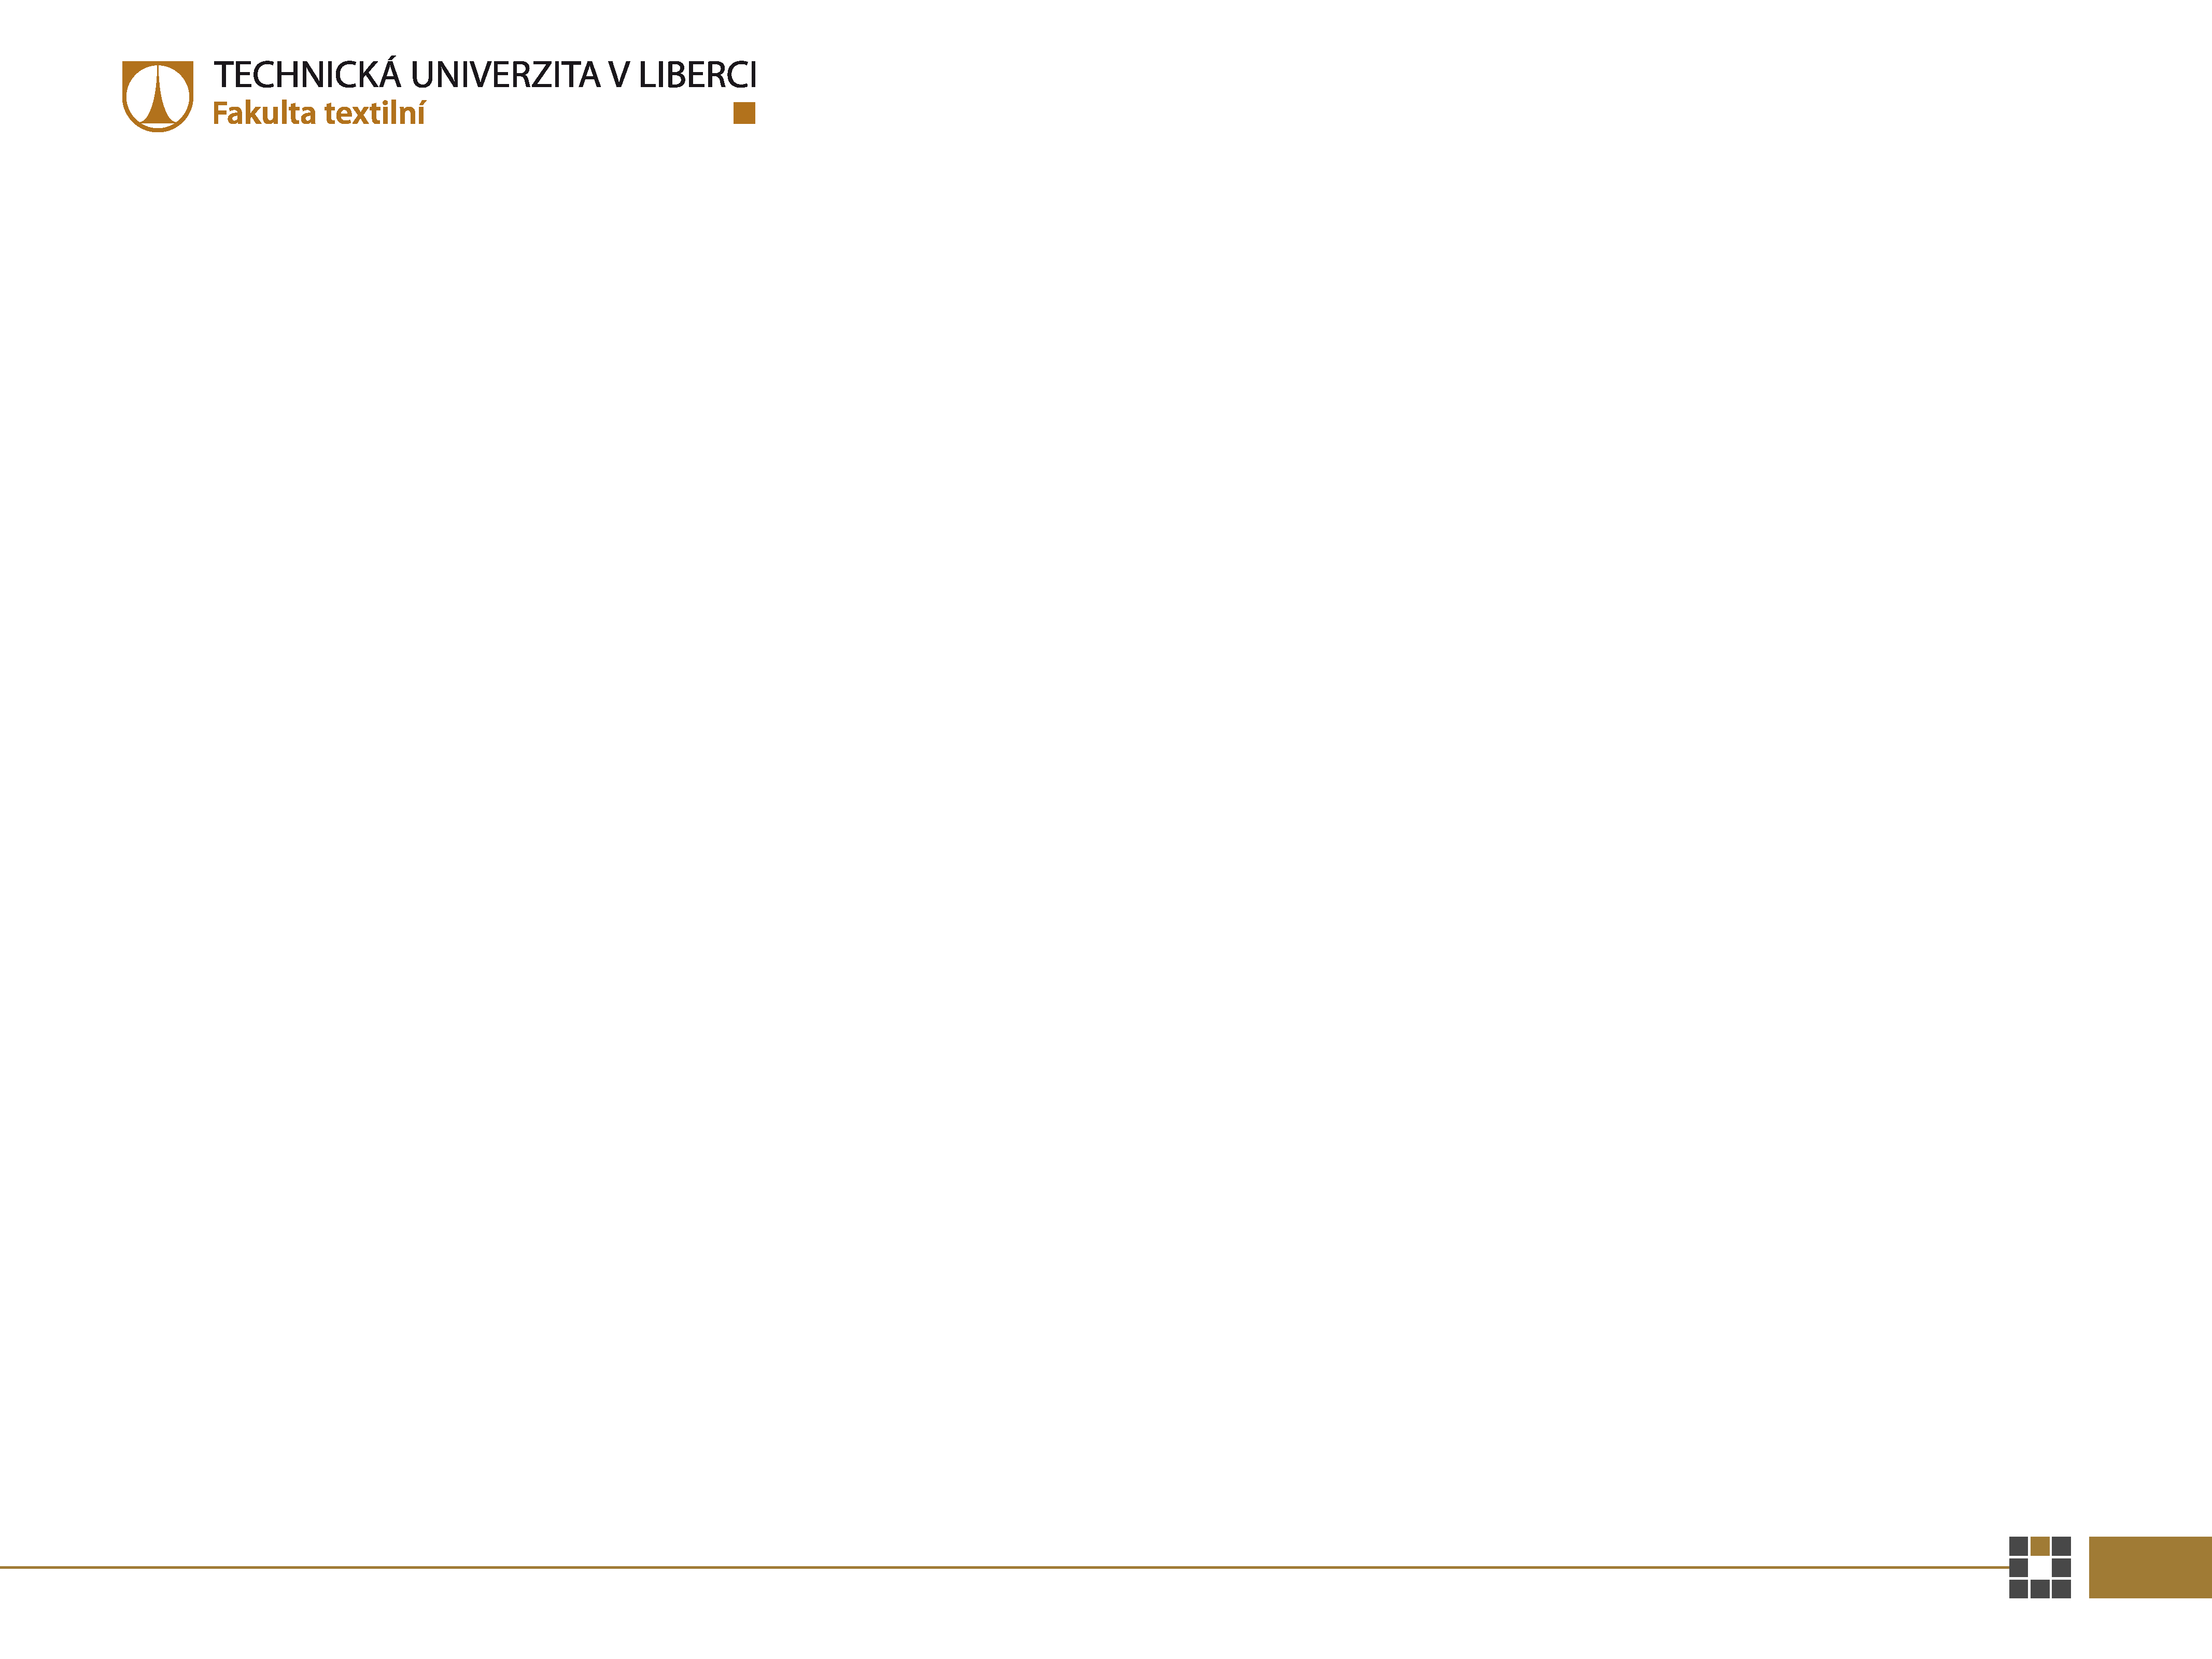 TECHNICKÁ UNIVERZITA V LIBERCI
Fakulta textilní